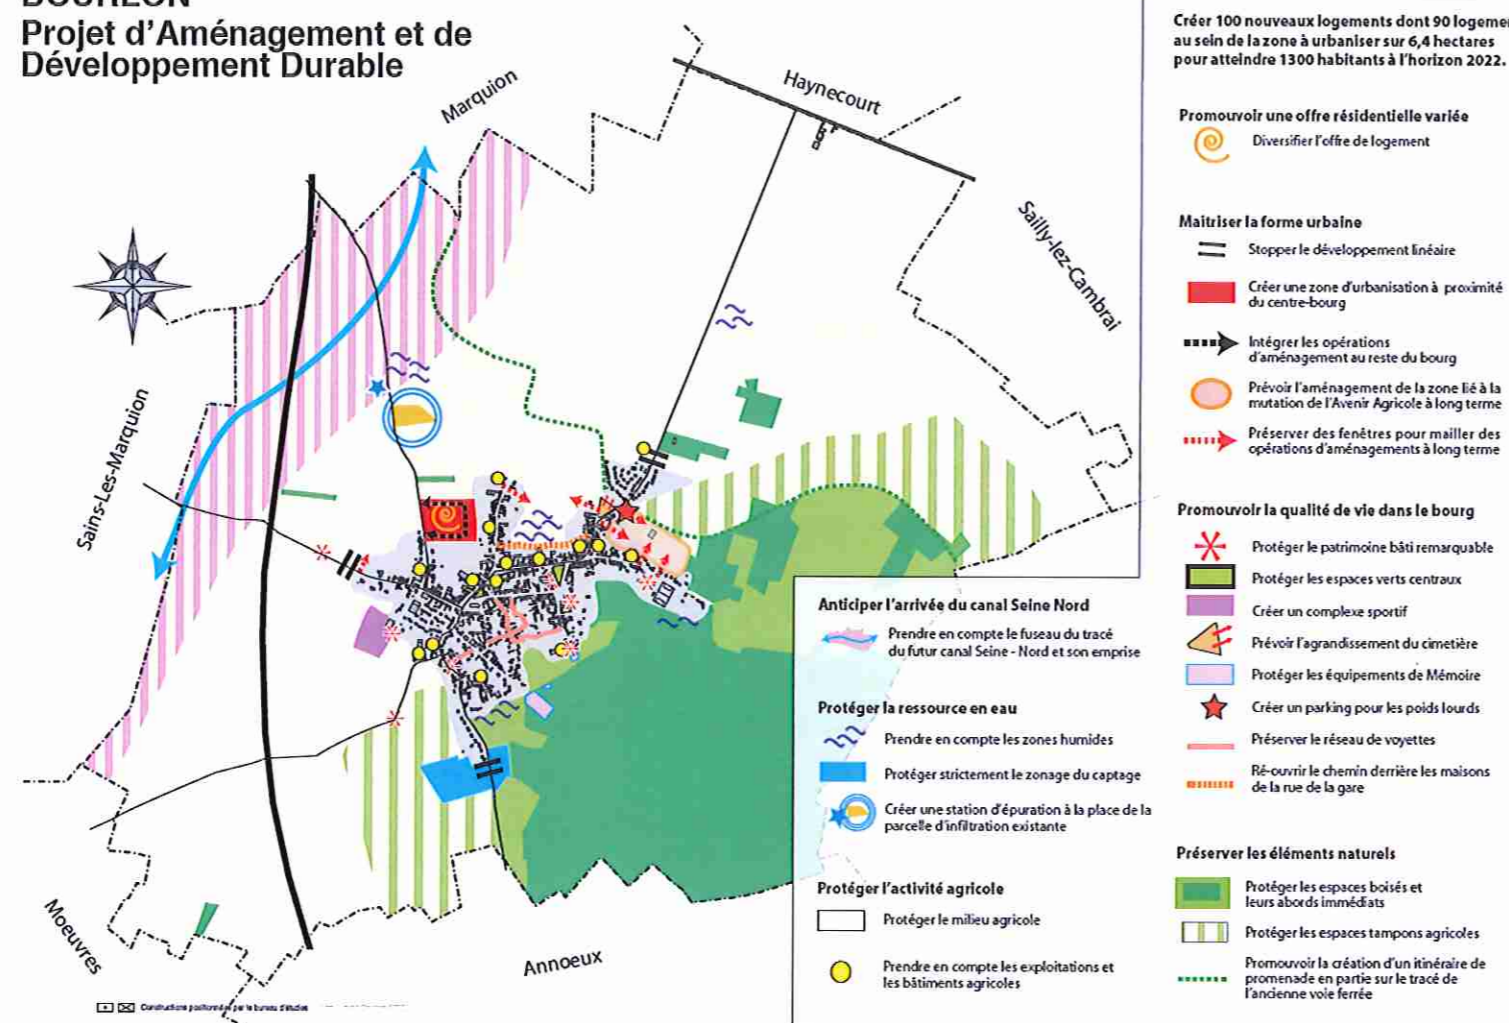 BOURLON
Projet d'Aménagement et de
Développement Durable
Marquion
Haynecourt
Sailly-lez-Cambrai
Sains-Les-Marquion
Moeuvres
Annoeux
Constructions positionnées par le bureau d'études
Créer 100 nouveaux logements dont 90
au sein de la zone à urbaniser sur 6,4 hectares
pour atteindre 1300 habitants à l'horizon 2022.
Promouvoir une offre résidentielle variée
Diversifier l'offre de logement
Maitriser la forme urbaine
Stopper le développement linéaire
Créer une zone d'urbanisation à proximité
du centre-bourg
Intégrer les opérations
d'aménagement au reste du bourg
Prévoir l'aménagement de la zone lié à la
mutation de l'Avenir Agricole à long terme
Préserver des fenêtres pour mailler des
opérations d'aménagements à long terme
Promouvoir la qualité de vie dans le bourg
Protéger le patrimoine bâti remarquable
Protéger les espaces verts centraux
Créer un complexe sportif
Prévoir l'agrandissement du cimetière
Protéger les équipements de Mémoire
Créer un parking pour les poids lourds
Préserver le réseau de voyettes
Ré-ouvrir le chemin derrière les maisons
de la rue de la gare
Préserver les éléments naturels
Protéger les espaces boisés et
leurs abords immédiats
Protéger les espaces tampons agricoles
Promouvoir la création d'un itinéraire de
promenade en partie sur le tracé de
l'ancienne voie ferrée
Anticiper l'arrivée du canal Seine Nord
Prendre en compte le fuseau du tracé
du futur canal Seine - Nord et son emprise
Protéger la ressource en eau
Prendre en compte les zones humides
Protéger strictement le zonage du captage
Créer une station d'épuration à la place de la
parcelle d'infiltration existante
Protéger l'activité agricole
Protéger le milieu agricole
Prendre en compte les exploitations et
les bâtiments agricoles